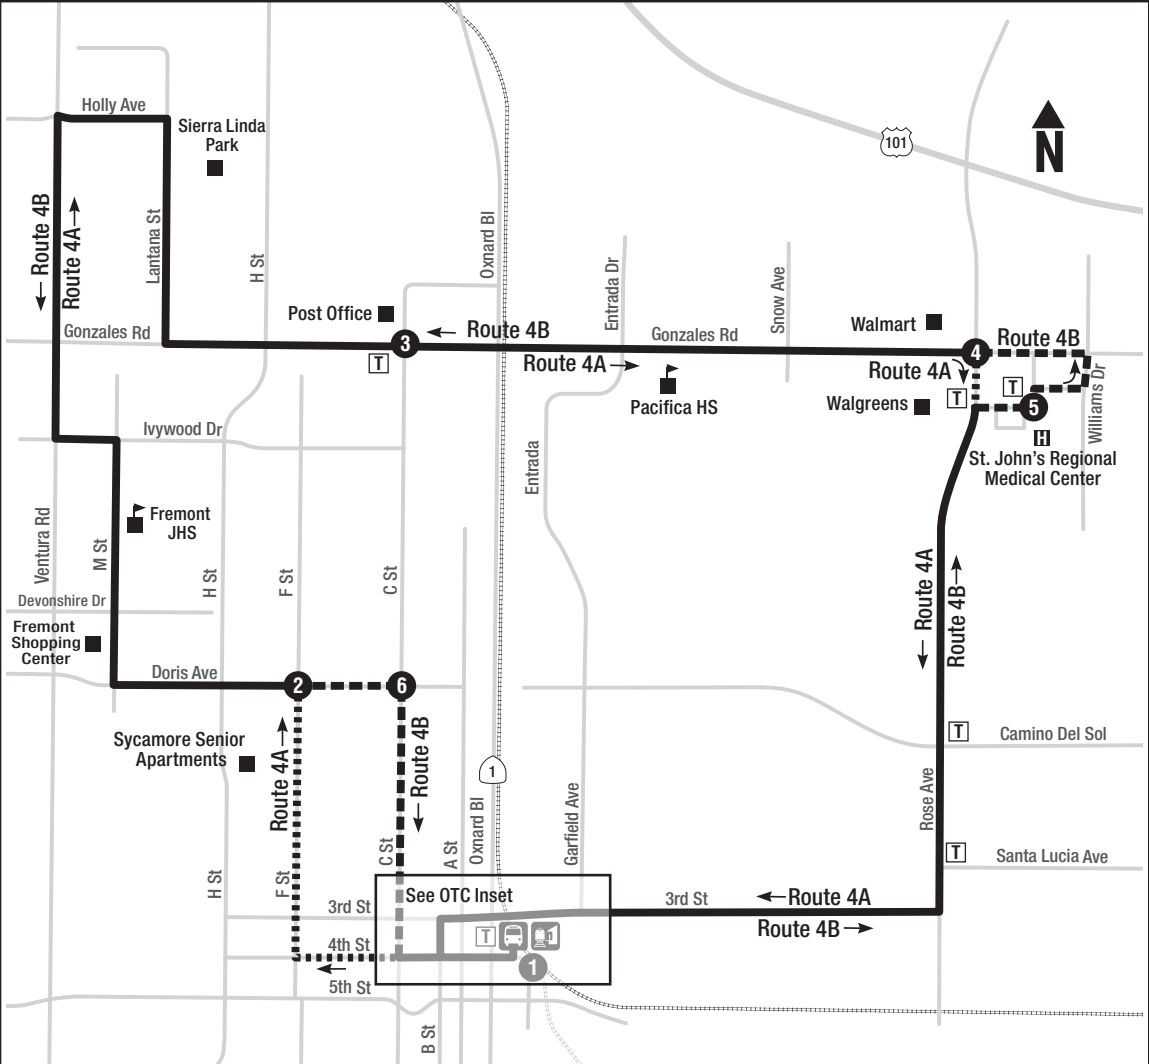 Holly Ave
Sierra Linda
Park
101
N
Route 4B
Route 4A
Lantana St
H St
Oxnard Bl
Entrada Dr
Snow Ave
Post Office
Walmart
Gonzales Rd
3
Route 4B
Gonzales Rd
4
Route 4B
T
Route 4A
Route 4A
T
T
Pacifica HS
Walgreens
5
Williams Dr
H
St. John's Regional
Medical Center
Ivywood Dr
Entrada
Fremont
JHS
Ventura Rd
M St
H St
F St
C St
Route 4A
Route 4B
Devonshire Dr
Fremont
Shopping
Center
Doris Ave
2
6
Sycamore Senior
Apartments
Route 4A
Route 4B
T
Camino Del Sol
1
Oxnard Bl
Garfield Ave
Rose Ave
A St
C St
T
Santa Lucia Ave
H St
F St
See OTC Inset
3rd St
3rd St
Route 4A
Route 4B
4th St
T
1
5th St
B St